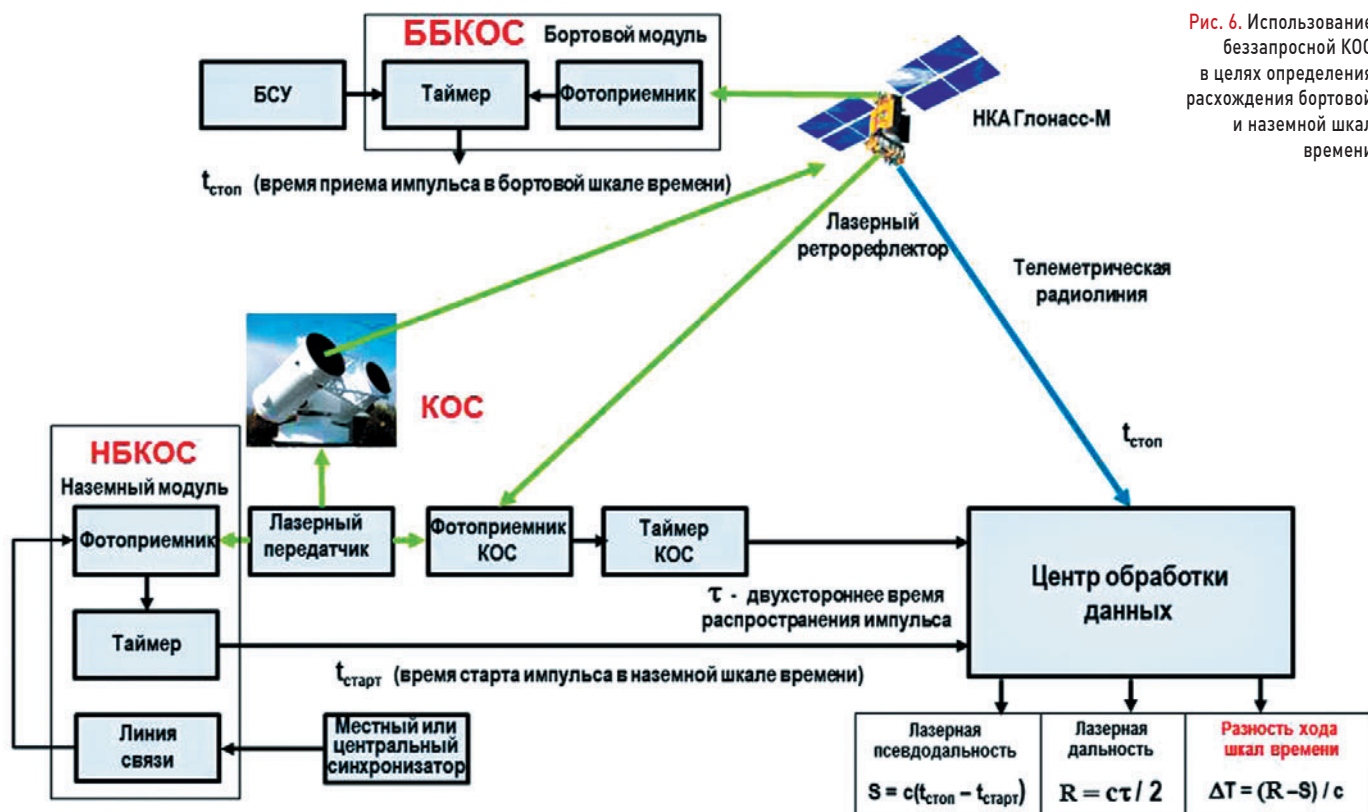 Рис. 6. Использование
беззапросной КОС
в целях определения
расхождения бортовой
и наземной шкал
времени
ББКОС Бортовой модуль
БСУ
Таймер
Фотоприемник
НКА Глонасс-М
tстоп (время приема импульса в бортовой шкале времени)
Лазерный
ретрорефлектор
Телеметрическая
радиолиния
КОС
tстоп
НБКОС
Наземный модуль
Фотоприемник
Лазерный
передатчик
Фотоприемник
КОС
Таймер
КОС
Центр обработки
данных
τ - двухстороннее время
распространения импульса
Таймер
tстарт (время старта импульса в наземной шкале времени)
Линия
связи
Местный или
центральный
синхронизатор
Лазерная
псевдодальность
S = c(tстоп – tстарт)
Лазерная
дальность
R = cτ / 2
Разность хода
шкал времени
ΔT = (R –S) / c